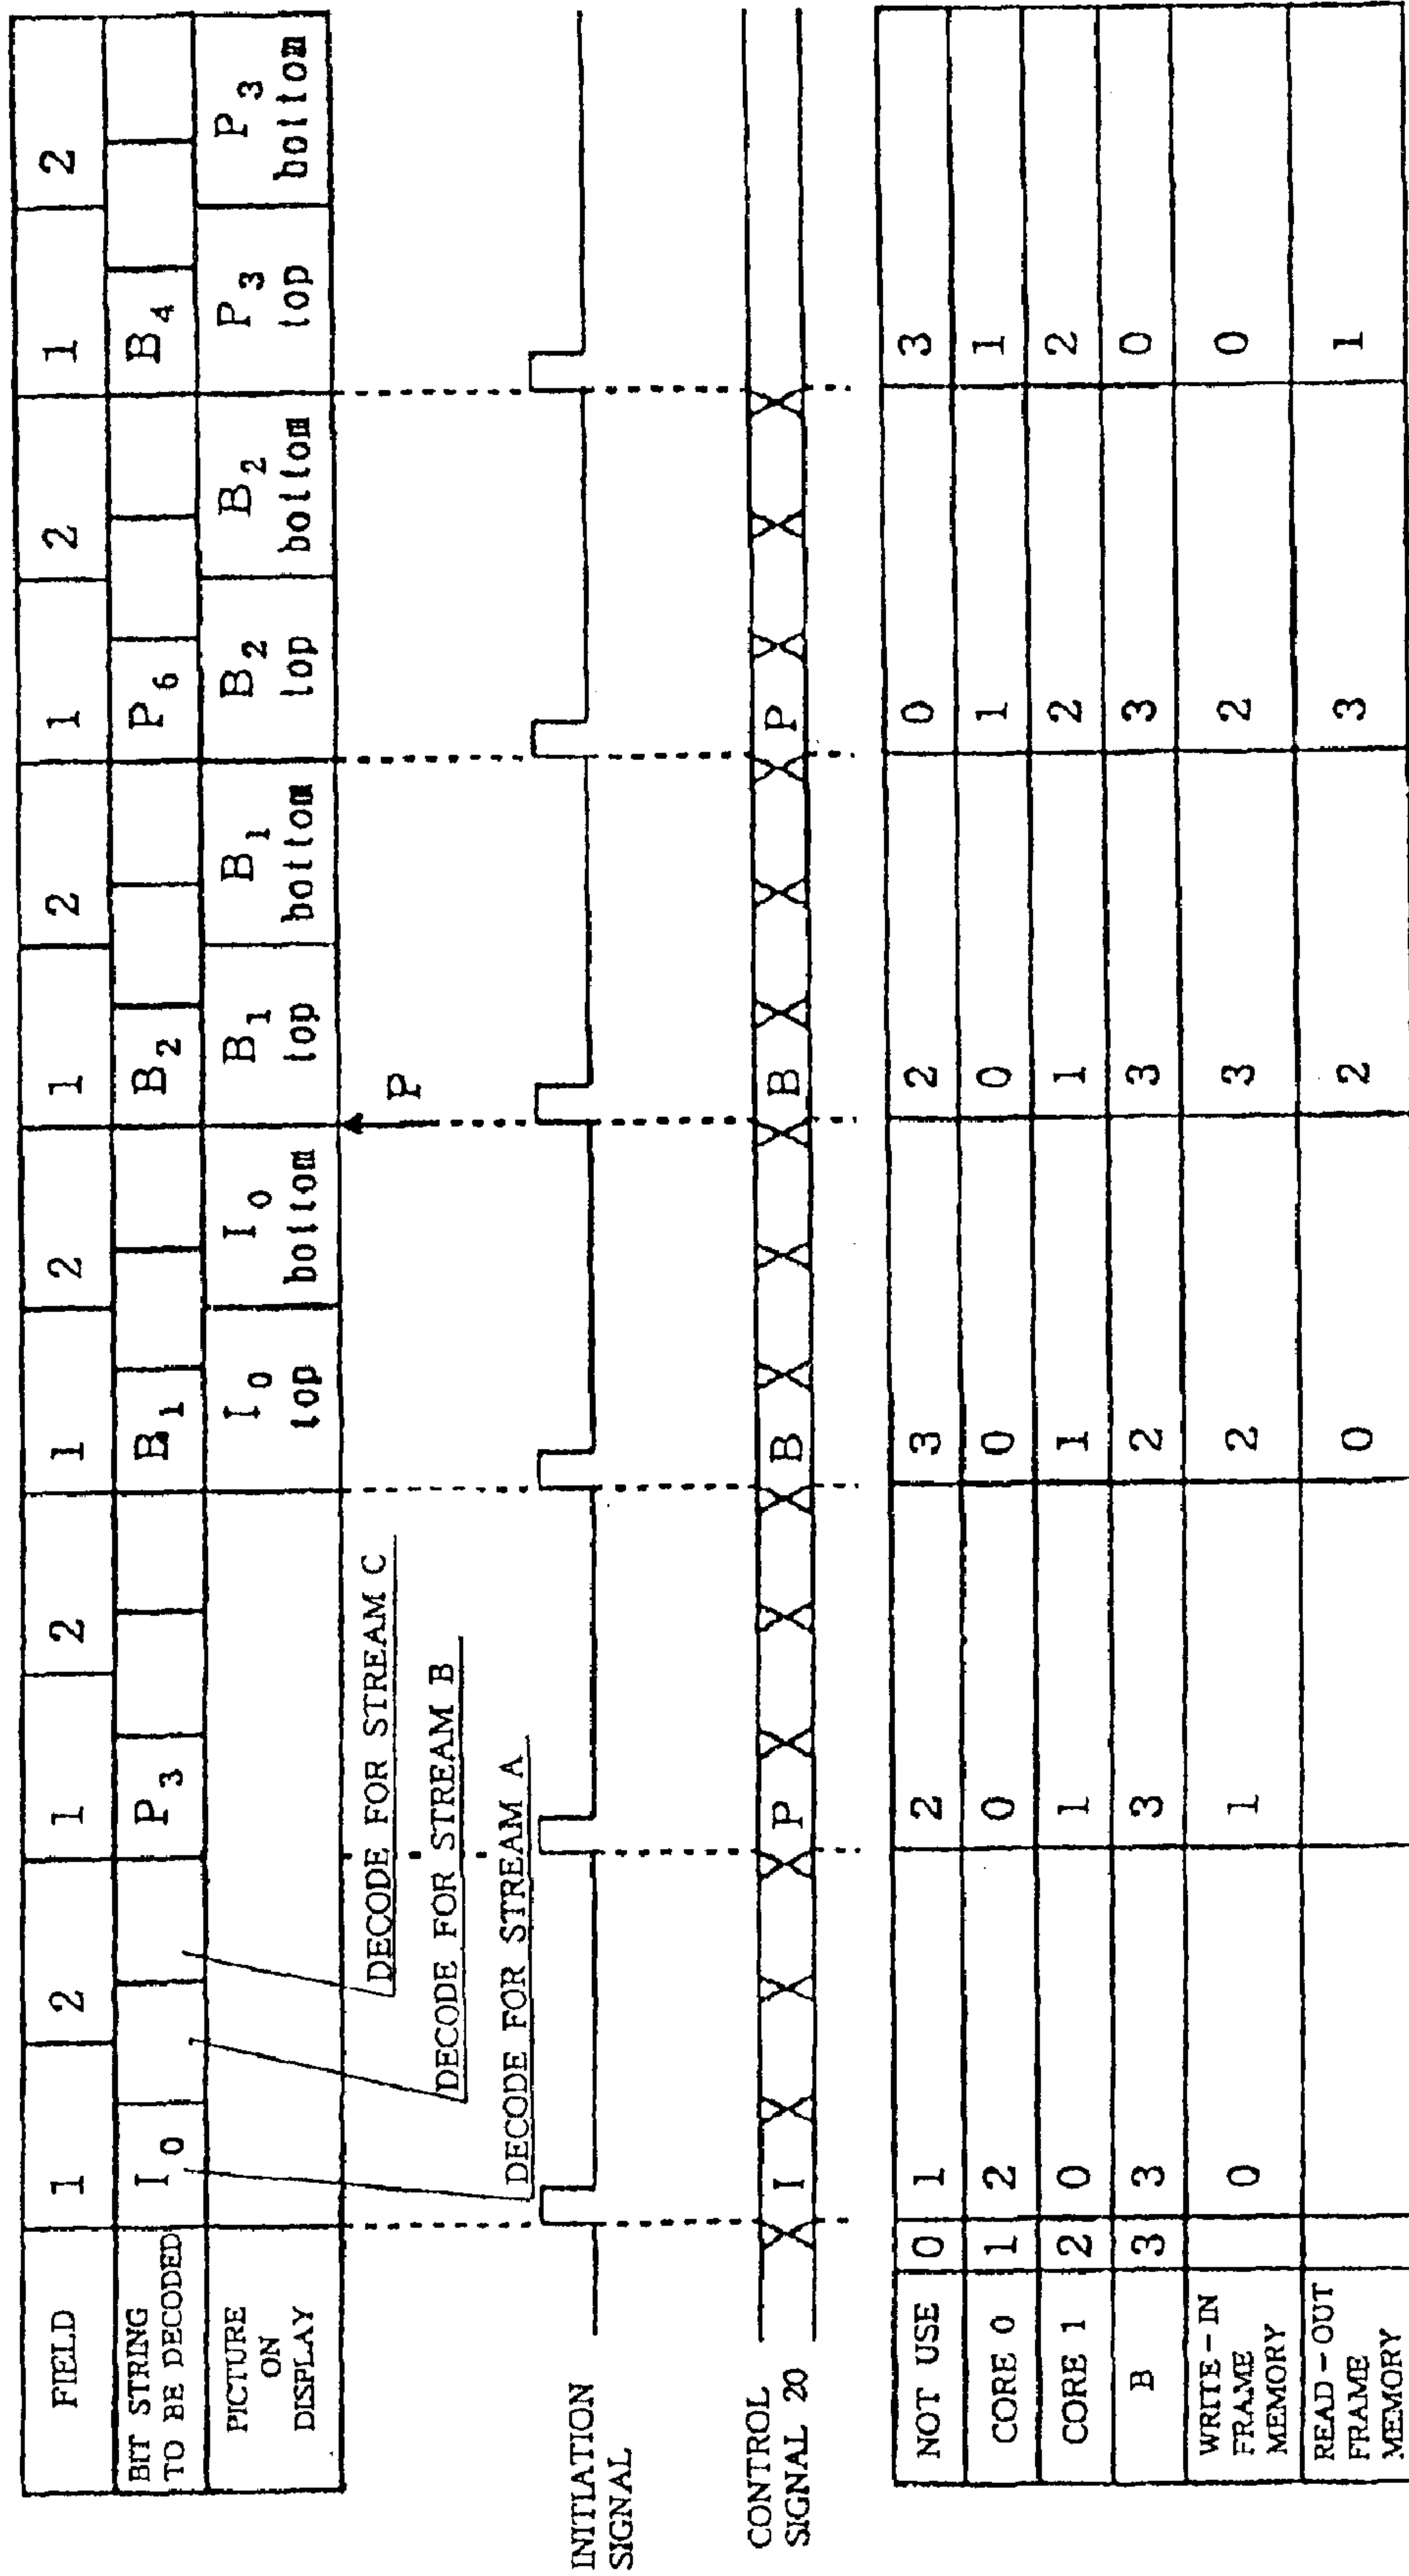 FIELD 1 2 1 2 1 2 1 2 1 2 1 2
BIT STRING
TO BE DECODED
I0 P3 B1 B2 P6 B4
PICTURE
ON
DISPLAY
I0 top
I0 bottom
B1 top
B1 bottom
B2 top
B2 bottom
P3 top
P3 bottom
DECODE FOR STREAM C
DECODE FOR STREAM B
DECODE FOR STREAM A
P
INITIATION
SIGNAL
CONTROL
SIGNAL 20
I P B B P
NOT USE 0 1 2 3 2 0 3
CORE 0 1 2 0 0 0 1 1
CORE 1 2 0 1 1 1 2 2
B 3 3 3 2 3 3 0
WRITE-IN
FRAME
MEMORY
0 1 2 3 2 0
READ-OUT
FRAME
MEMORY
0 2 3 1